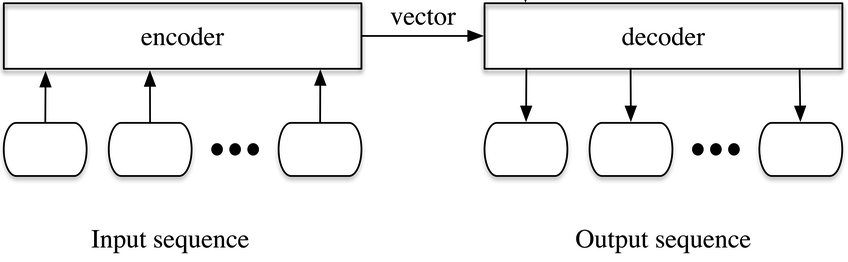 encoder
vector
decoder
Input sequence
Output sequence